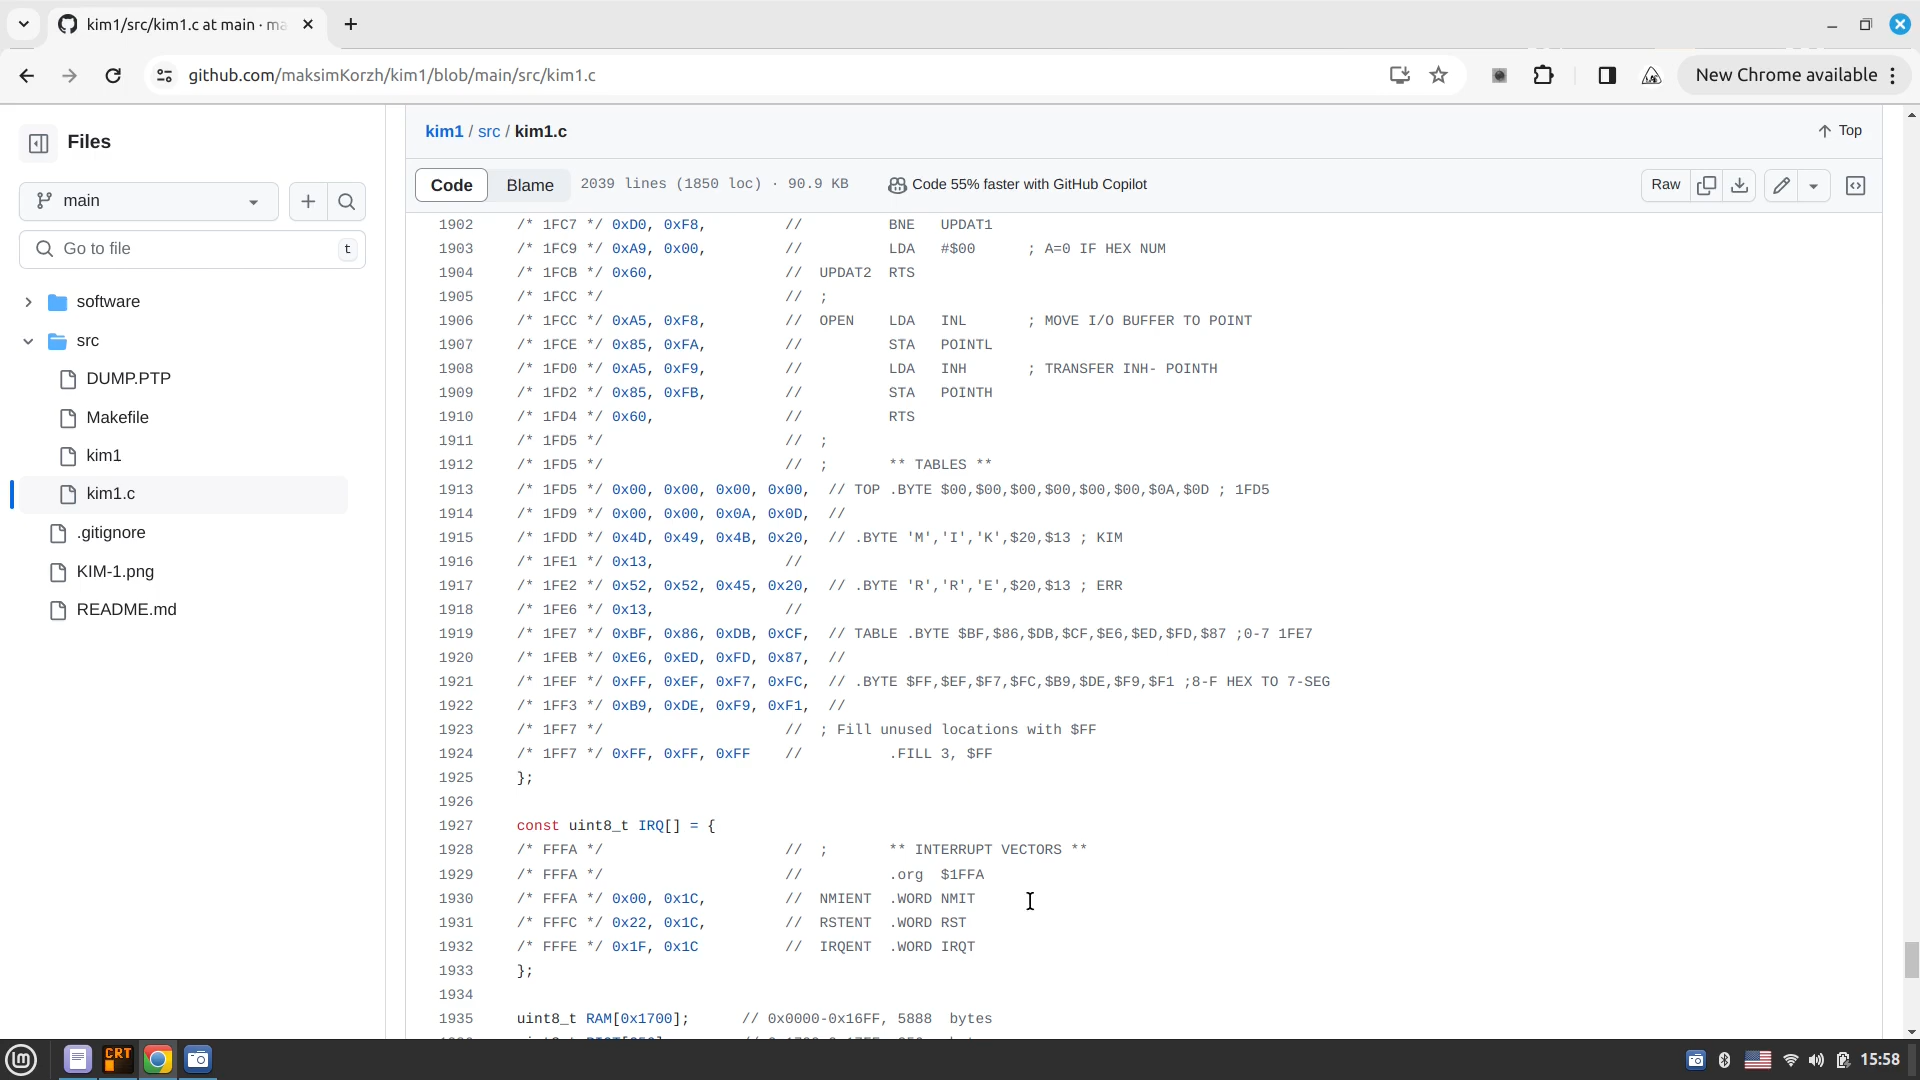 kim1/src/kim1.c at main · ma
github.com/maksimKorzh/kim1/blob/main/src/kim1.c
New Chrome available
Files
main
Go to file
t
software
src
DUMP.PTP
Makefile
kim1
kim1.c
.gitignore
KIM-1.png
README.md
kim1 / src / kim1.c
Top
Code
Blame
2039 lines (1850 loc) · 90.9 KB
Code 55% faster with GitHub Copilot
Raw
1902 /* 1FC7 */ 0xD0, 0xF8, // BNE UPDAT1
1903 /* 1FC9 */ 0xA9, 0x00, // LDA #$00 ; A=0 IF HEX NUM
1904 /* 1FCB */ 0x60, // UPDAT2 RTS
1905 /* 1FCC */ // ;
1906 /* 1FCC */ 0xA5, 0xF8, // OPEN LDA INL ; MOVE I/O BUFFER TO POINT
1907 /* 1FCE */ 0x85, 0xFA, // STA POINTL
1908 /* 1FD0 */ 0xA5, 0xF9, // LDA INH ; TRANSFER INH- POINTH
1909 /* 1FD2 */ 0x85, 0xFB, // STA POINTH
1910 /* 1FD4 */ 0x60, // RTS
1911 /* 1FD5 */ // ;
1912 /* 1FD5 */ // ; ** TABLES **
1913 /* 1FD5 */ 0x00, 0x00, 0x00, 0x00, // TOP .BYTE $00,$00,$00,$00,$00,$00,$0A,$0D ; 1FD5
1914 /* 1FD9 */ 0x00, 0x00, 0x0A, 0x0D, //
1915 /* 1FDD */ 0x4D, 0x49, 0x4B, 0x20, // .BYTE 'M','I','K',$20,$13 ; KIM
1916 /* 1FE1 */ 0x13, //
1917 /* 1FE2 */ 0x52, 0x52, 0x45, 0x20, // .BYTE 'R','R','E',$20,$13 ; ERR
1918 /* 1FE6 */ 0x13, //
1919 /* 1FE7 */ 0xBF, 0x86, 0xDB, 0xCF, // TABLE .BYTE $BF,$86,$DB,$CF,$E6,$ED,$FD,$87 ;0-7 1FE7
1920 /* 1FEB */ 0xE6, 0xED, 0xFD, 0x87, //
1921 /* 1FEF */ 0xFF, 0xEF, 0xF7, 0xFC, // .BYTE $FF,$EF,$F7,$FC,$B9,$DE,$F9,$F1 ;8-F HEX TO 7-SEG
1922 /* 1FF3 */ 0xB9, 0xDE, 0xF9, 0xF1, //
1923 /* 1FF7 */ // ; Fill unused locations with $FF
1924 /* 1FF7 */ 0xFF, 0xFF, 0xFF // .FILL 3, $FF
1925 };
1926
1927 const uint8_t IRQ[] = {
1928 /* FFFA */ // ; ** INTERRUPT VECTORS **
1929 /* FFFA */ // .org $1FFA
1930 /* FFFA */ 0x00, 0x1C, // NMIENT .WORD NMIT
1931 /* FFFC */ 0x22, 0x1C, // RSTENT .WORD RST
1932 /* FFFE */ 0x1F, 0x1C // IRQENT .WORD IRQT
1933 };
1934
1935 uint8_t RAM[0x1700]; // 0x0000-0x16FF, 5888 bytes
CRT
15:58